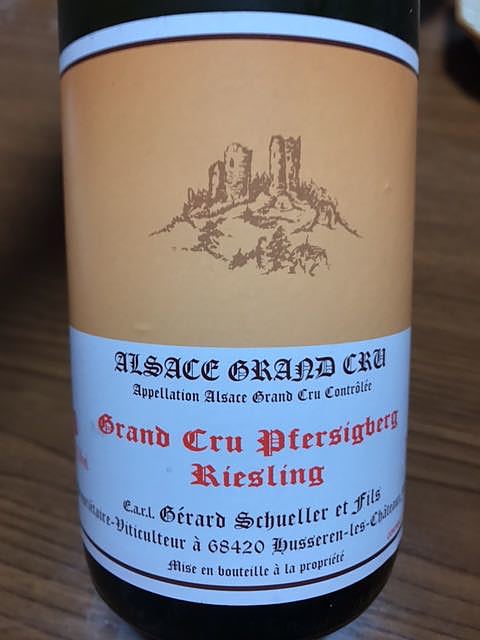 ALSACE GRAND CRU
Appellation Alsace Grand Cru Contrôlée
Grand Cru Pfersigberg
Riesling
E.a.r.l. Gérard Schueller et Fils
à 68420 Husseren-les-Châteaux
Mise en bouteille à la propriété